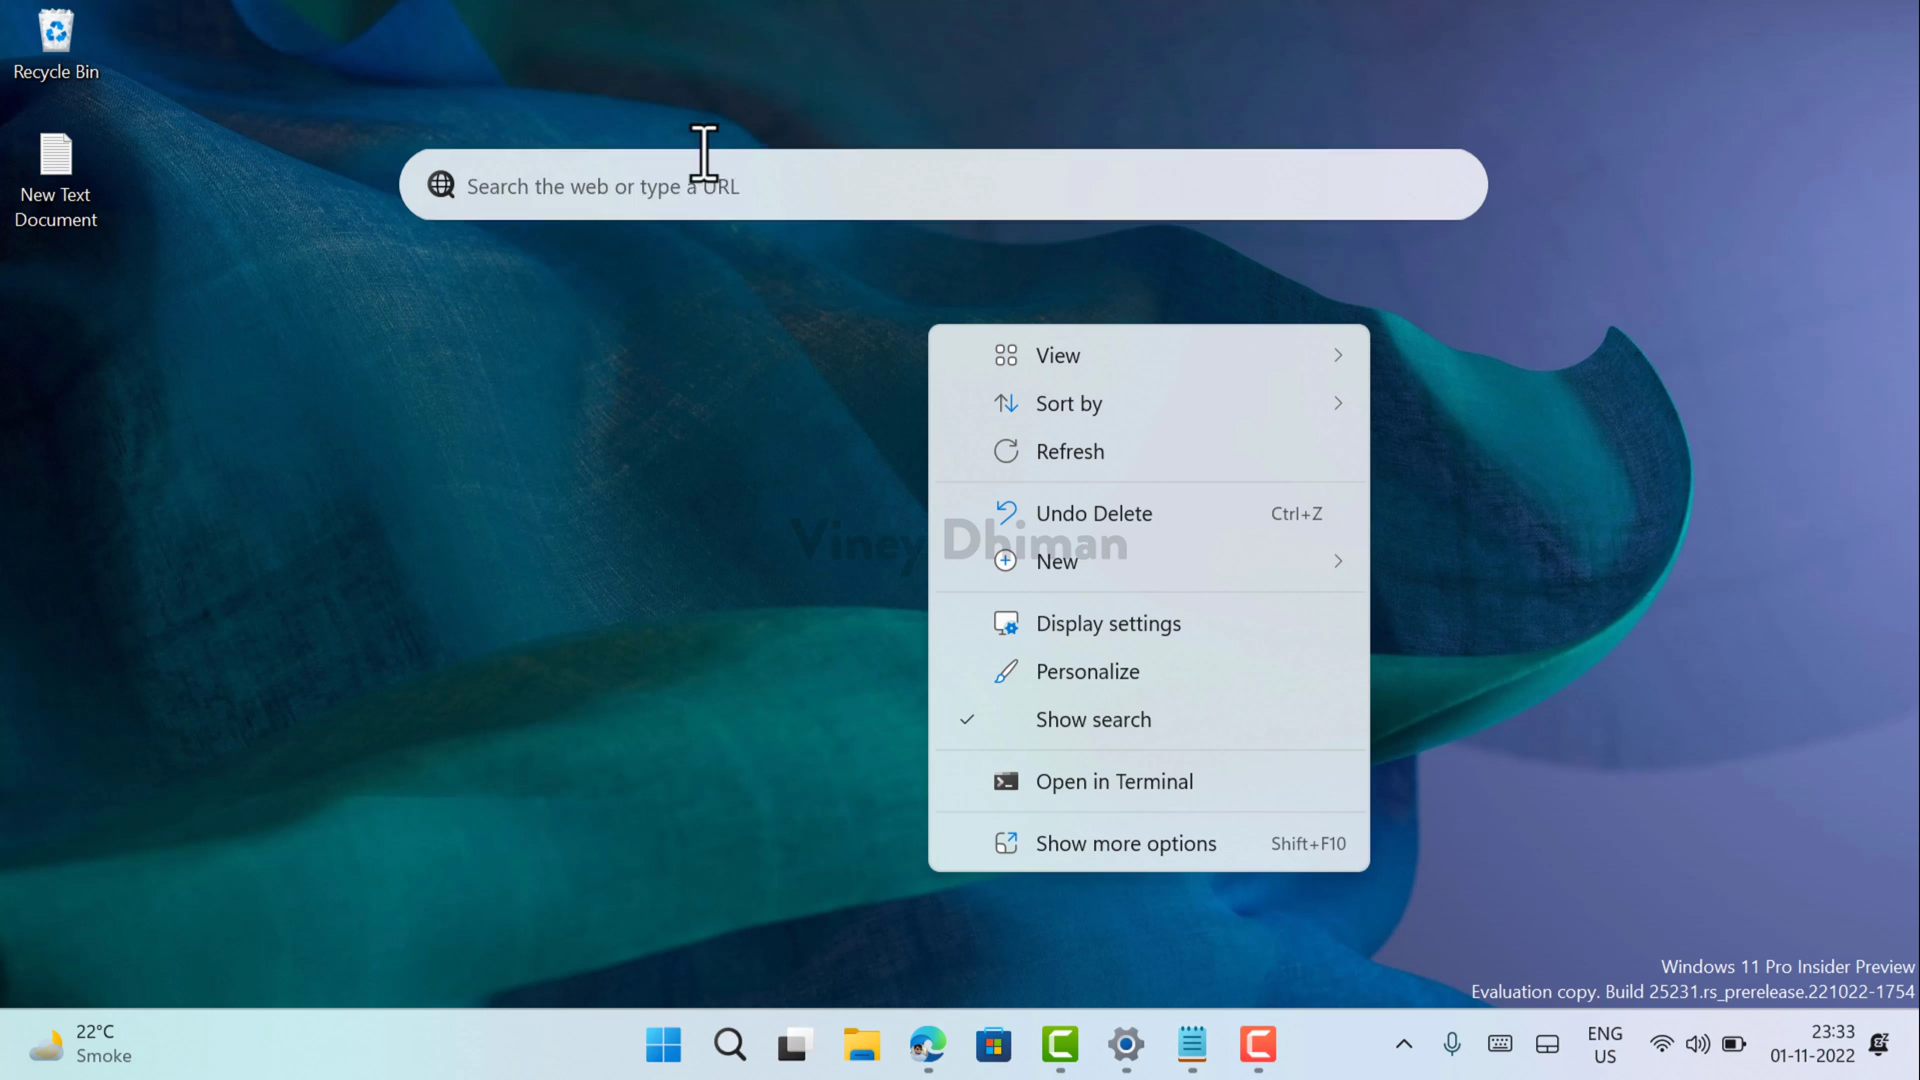 Recycle Bin
New Text
Document
Search the web or type a URL
View
Sort by
Refresh
Undo Delete Ctrl+Z
Viney Dhiman
New
Display settings
Personalize
Show search
Open in Terminal
Show more options Shift+F10
Windows 11 Pro Insider Preview
Evaluation copy. Build 25231.rs_prerelease.221022-1754
22°C
Smoke
ENG
US
23:33
01-11-2022